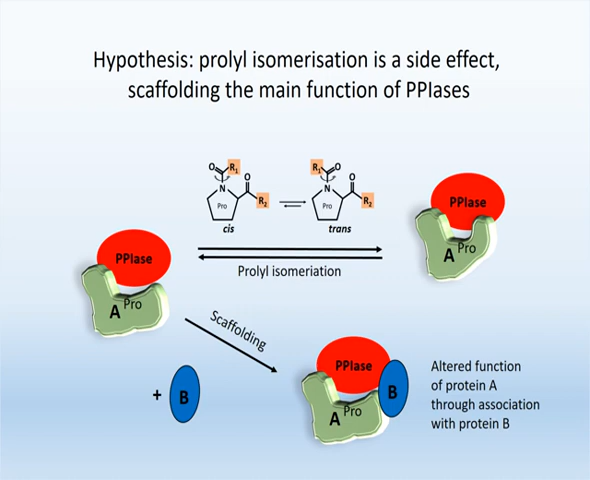 Hypothesis: prolyl isomerisation is a side effect,
scaffolding the main function of PPIases
O R₁ O
N
R₂
Pro
cis
R₁ O O
N
R₂
Pro
trans
PPIase
A Pro
Prolyl isomeriation
PPIase
A Pro
Scaffolding
+ B
PPIase
B
A Pro
Altered function
of protein A
through association
with protein B